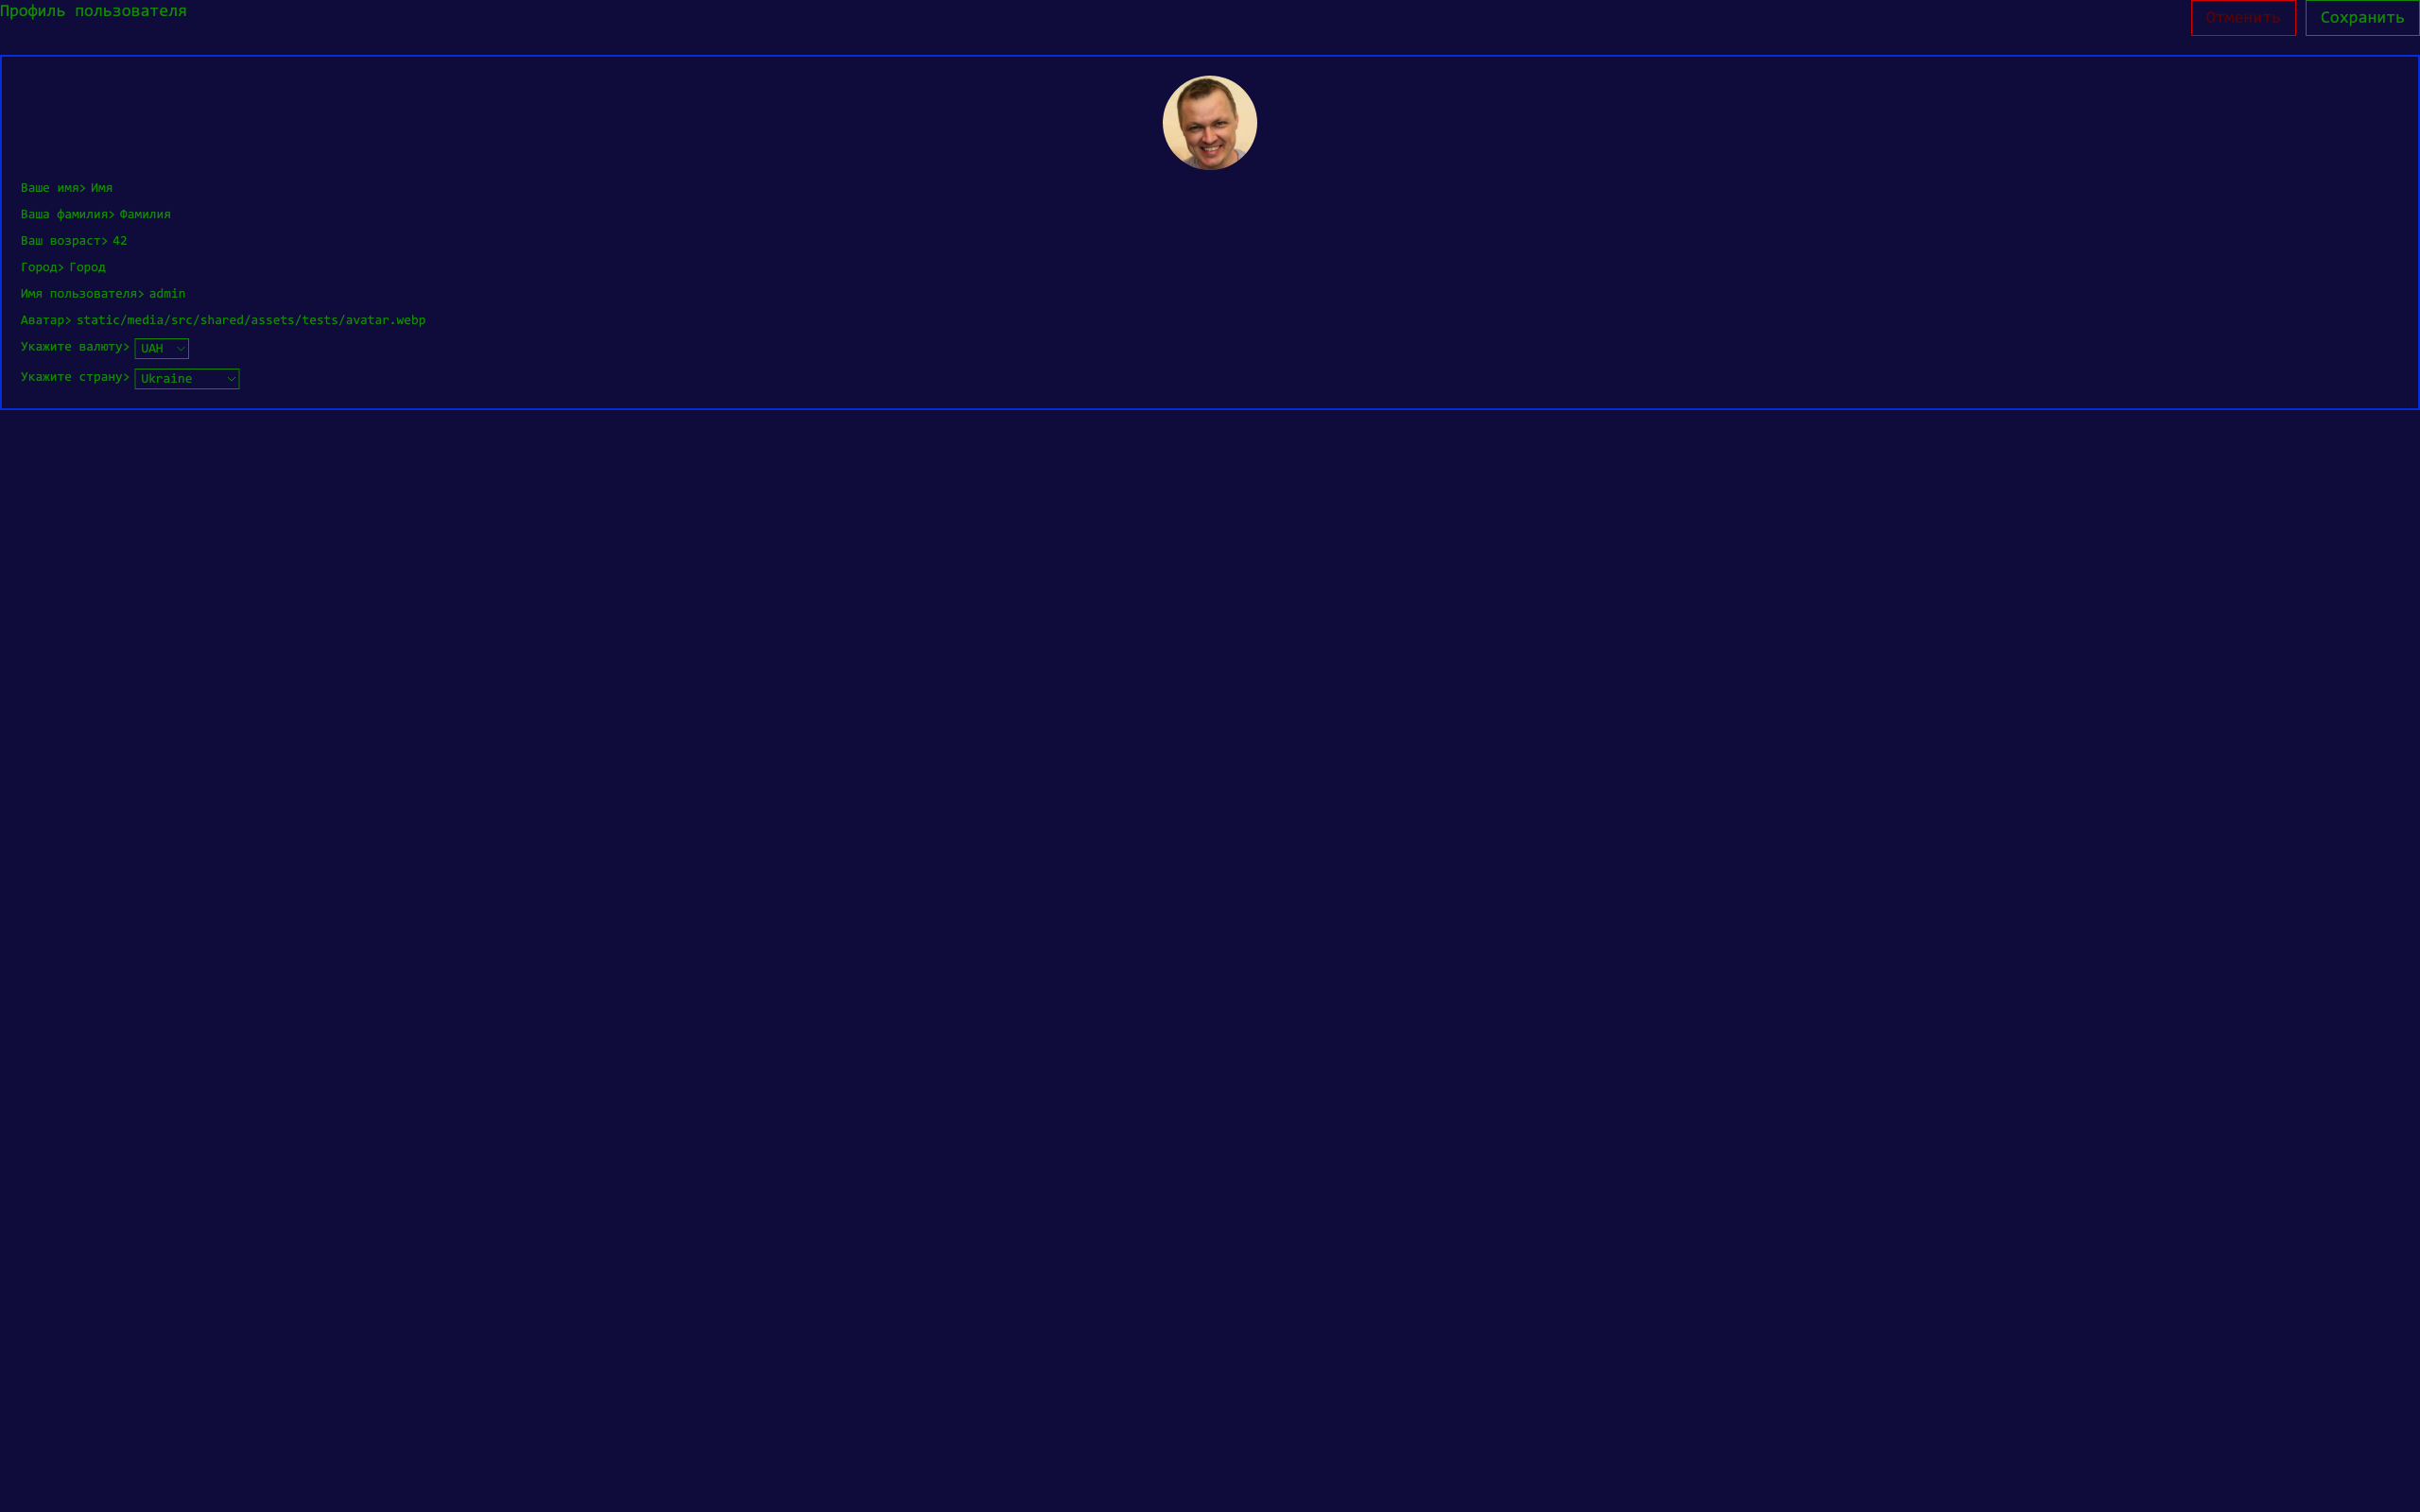 Профиль пользователя
Отменить
Сохранить
Ваше имя> Имя
Ваша фамилия> Фамилия
Ваш возраст> 42
Город> Город
Имя пользователя> admin
Аватар> static/media/src/shared/assets/tests/avatar.webp
Укажите валюту> UAH
Укажите страну> Ukraine